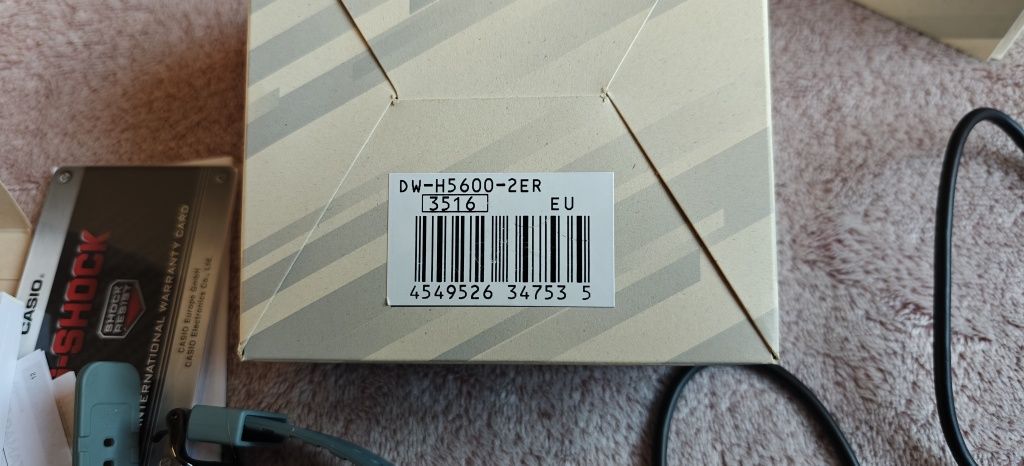 DW-H5600-2ER
3516 EU
4549526 34753 5
CASIO®
G-SHOCK
SHOCK
RESIST
INTERNATIONAL WARRANTY CARD
CASIO Europe GmbH
CASIO Electronics Co., Ltd.